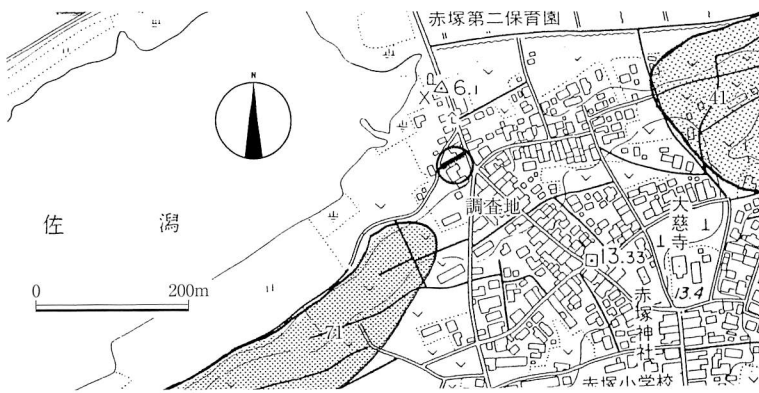 赤塚第二保育園
6.1
41
N
調査地
佐潟
大慈寺
13.33
0 200m
13.4
赤塚神社
71
赤塚小学校